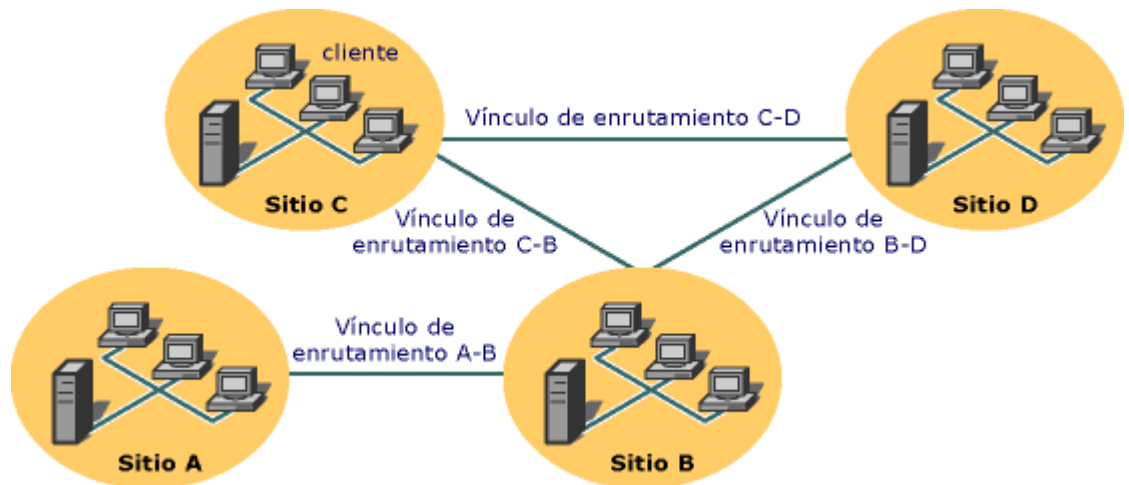 cliente
Vínculo de enrutamiento C-D
Sitio C
Sitio D
Vínculo de
enrutamiento C-B
Vínculo de
enrutamiento B-D
Vínculo de
enrutamiento A-B
Sitio A
Sitio B